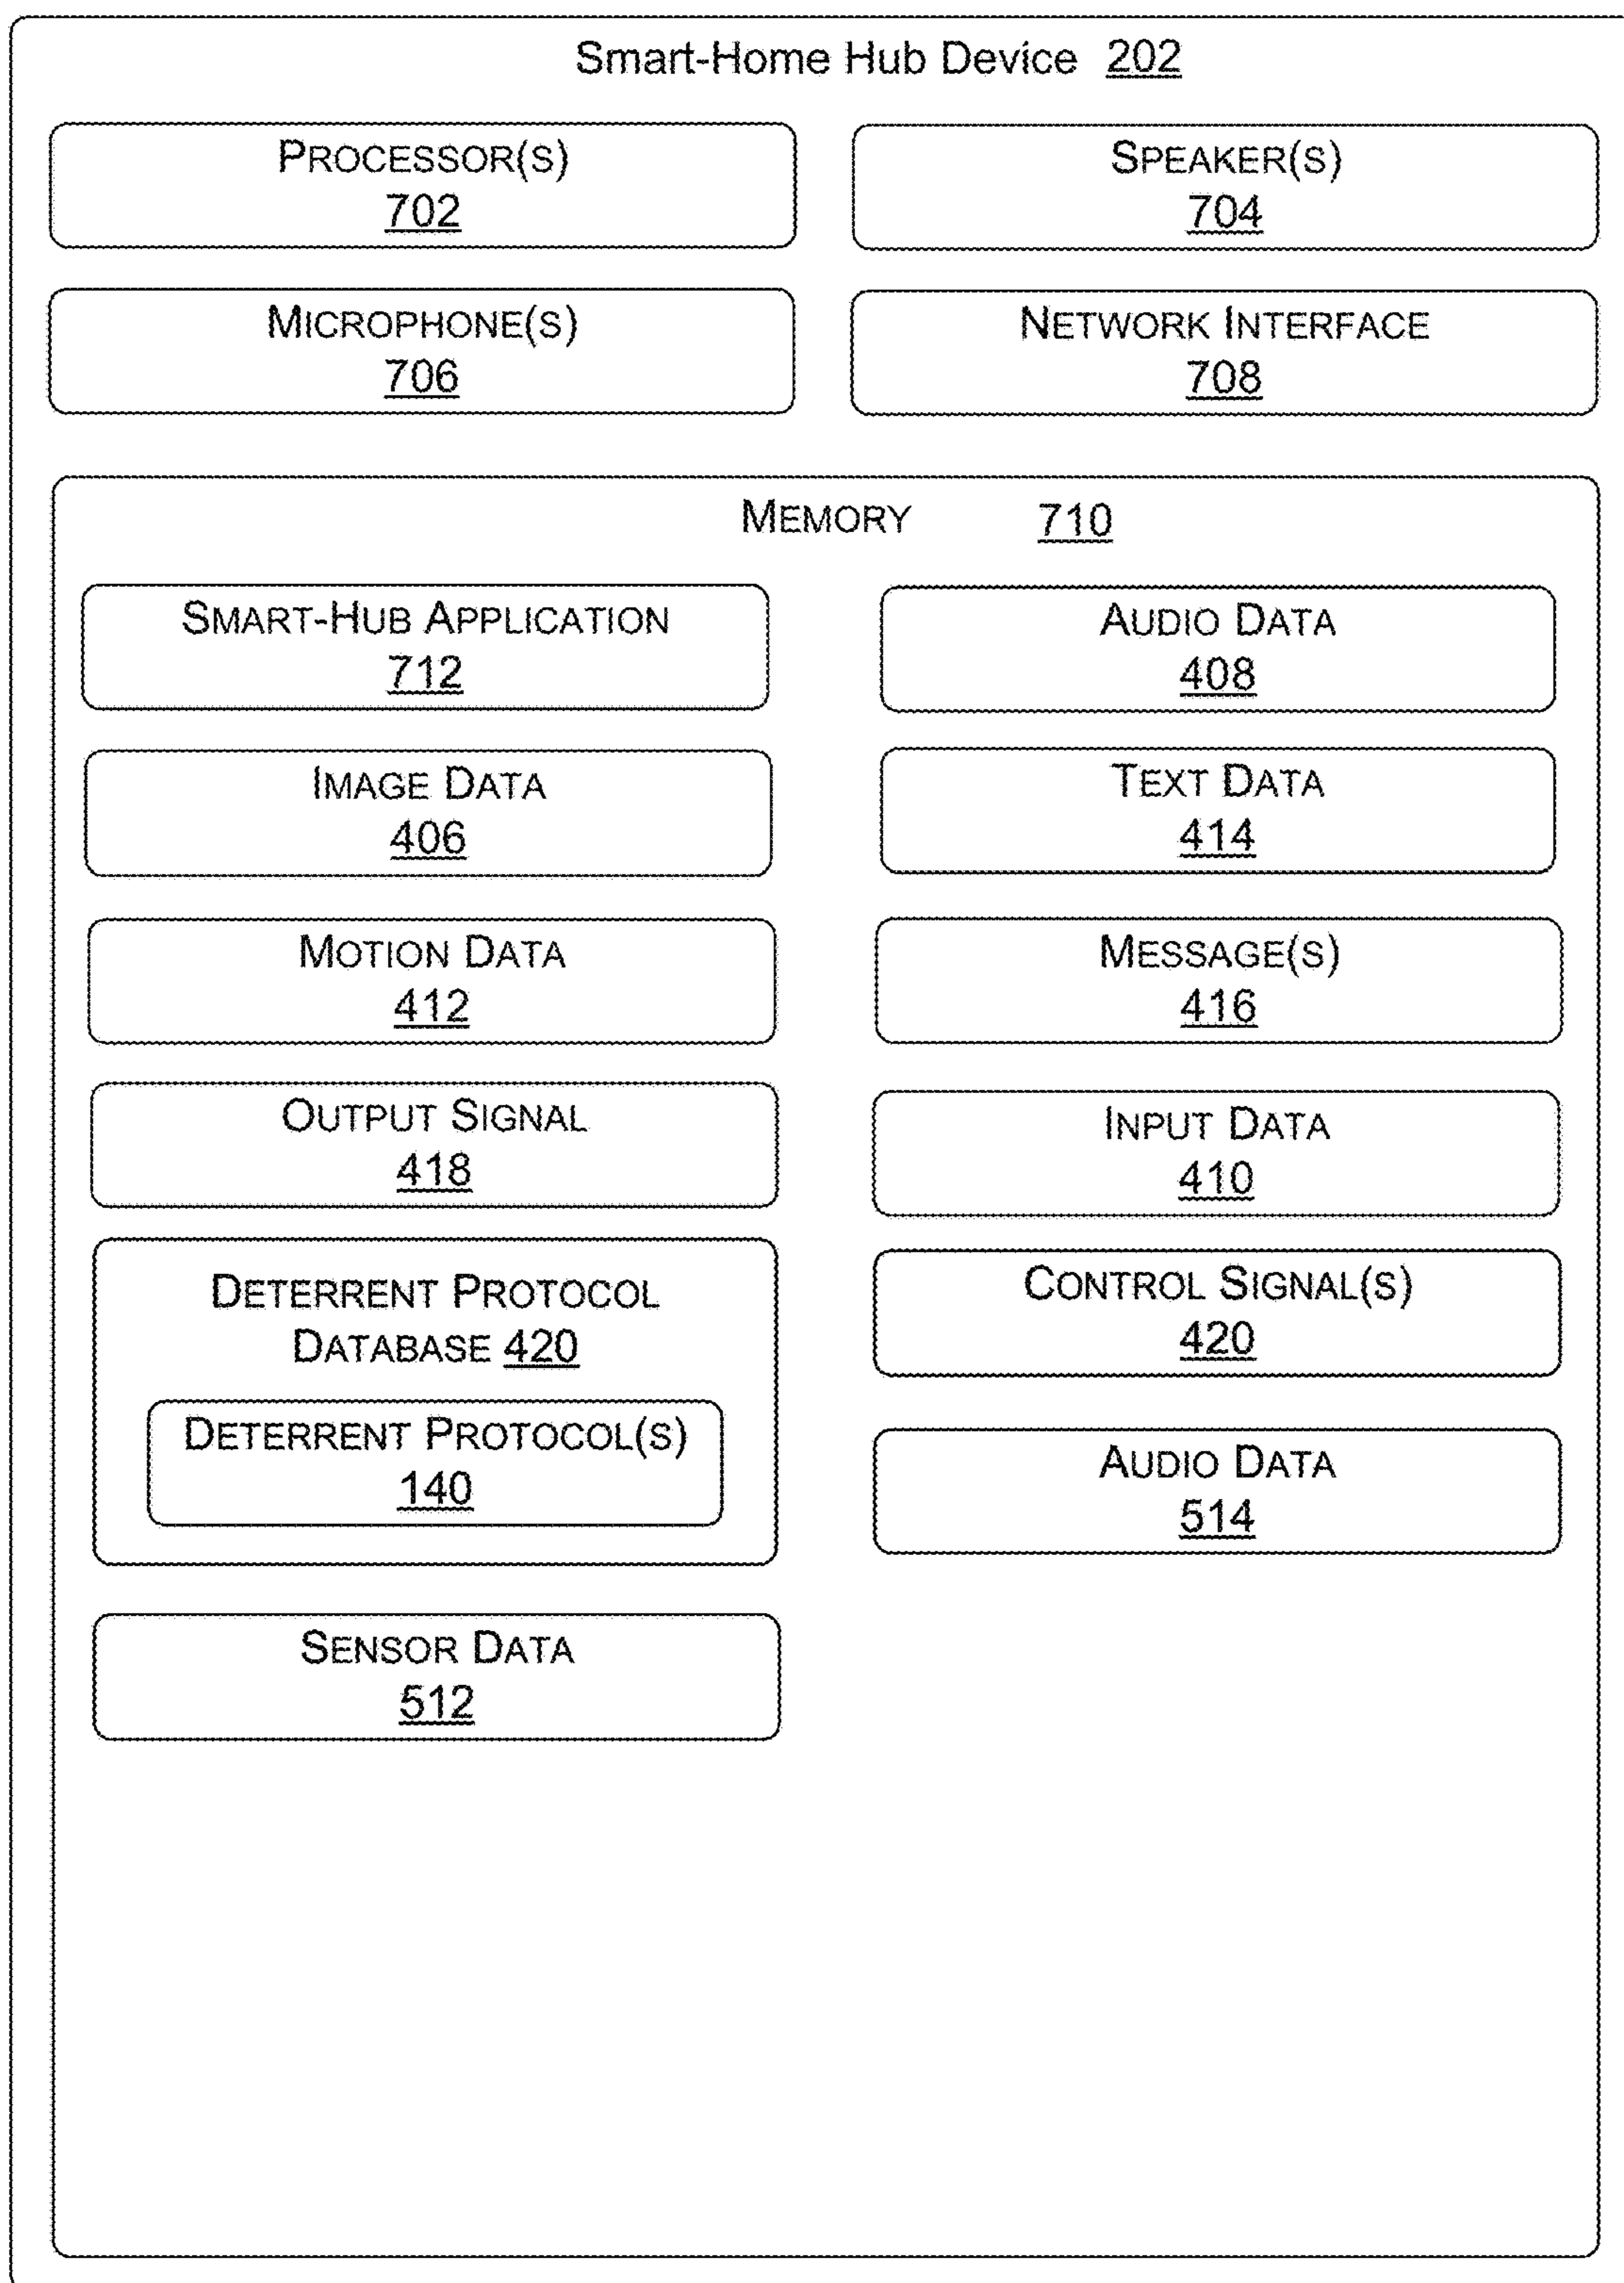 Smart-Home Hub Device 202
PROCESSOR(S)
702
SPEAKER(S)
704
MICROPHONE(S)
706
NETWORK INTERFACE
708
MEMORY 710
SMART-HUB APPLICATION
712
AUDIO DATA
408
IMAGE DATA
406
TEXT DATA
414
MOTION DATA
412
MESSAGE(S)
416
OUTPUT SIGNAL
418
INPUT DATA
410
DETERRENT PROTOCOL
DATABASE 420
DETERRENT PROTOCOL(S)
140
CONTROL SIGNAL(S)
420
AUDIO DATA
514
SENSOR DATA
512